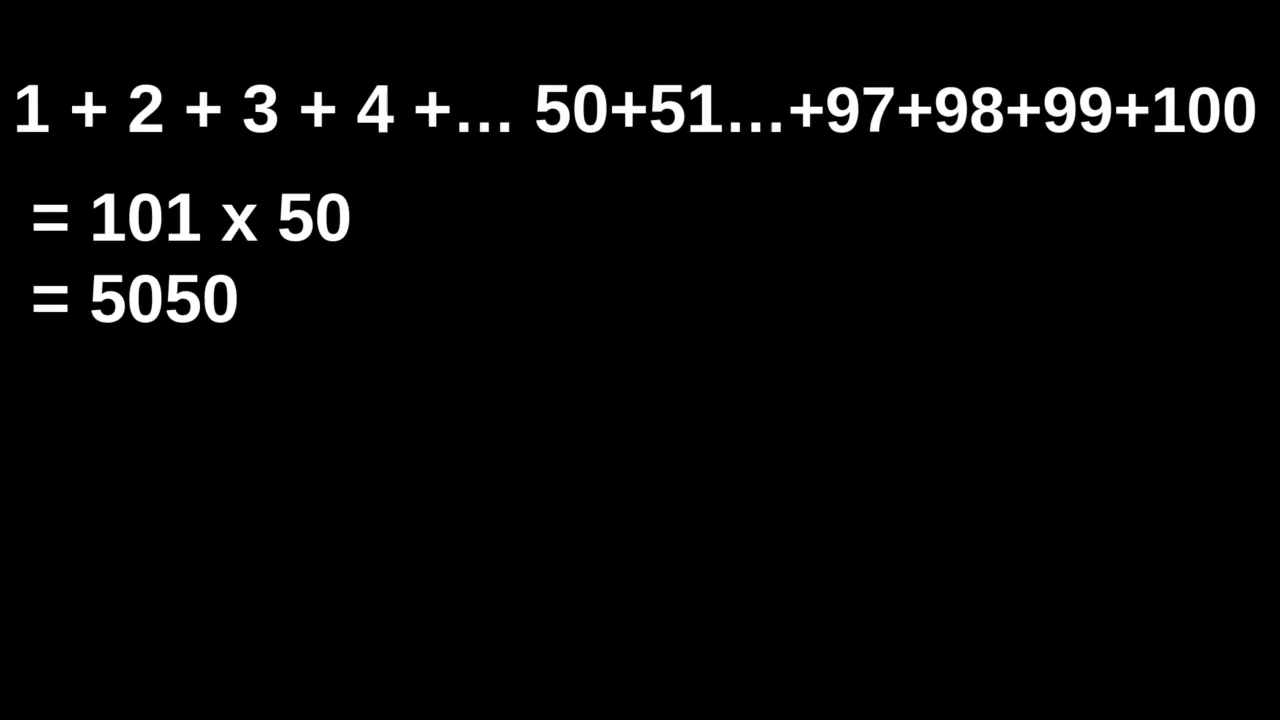 1 + 2 + 3 + 4 +... 50+51...+97+98+99+100
= 101 x 50
= 5050